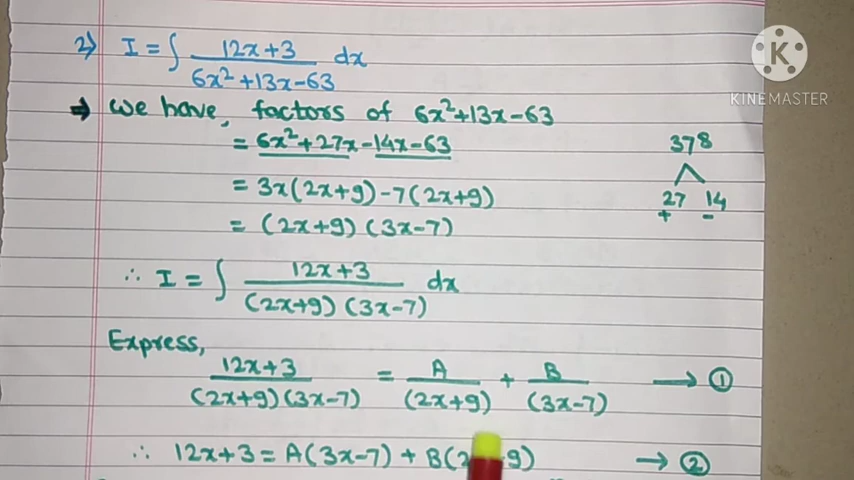 2) I = ∫ 12x+3 / 6x²+13x-63 dx
KINEMASTER
→ we have, factors of 6x²+13x-63
= 6x²+27x-14x-63
378
= 3x(2x+9)-7(2x+9)
27 14
+ -
= (2x+9)(3x-7)
∴ I = ∫ 12x+3 / (2x+9)(3x-7) dx
Express,
12x+3 / (2x+9)(3x-7) = A / (2x+9) + B / (3x-7) → ①
∴ 12x+3 = A(3x-7) + B(2 9) → ②